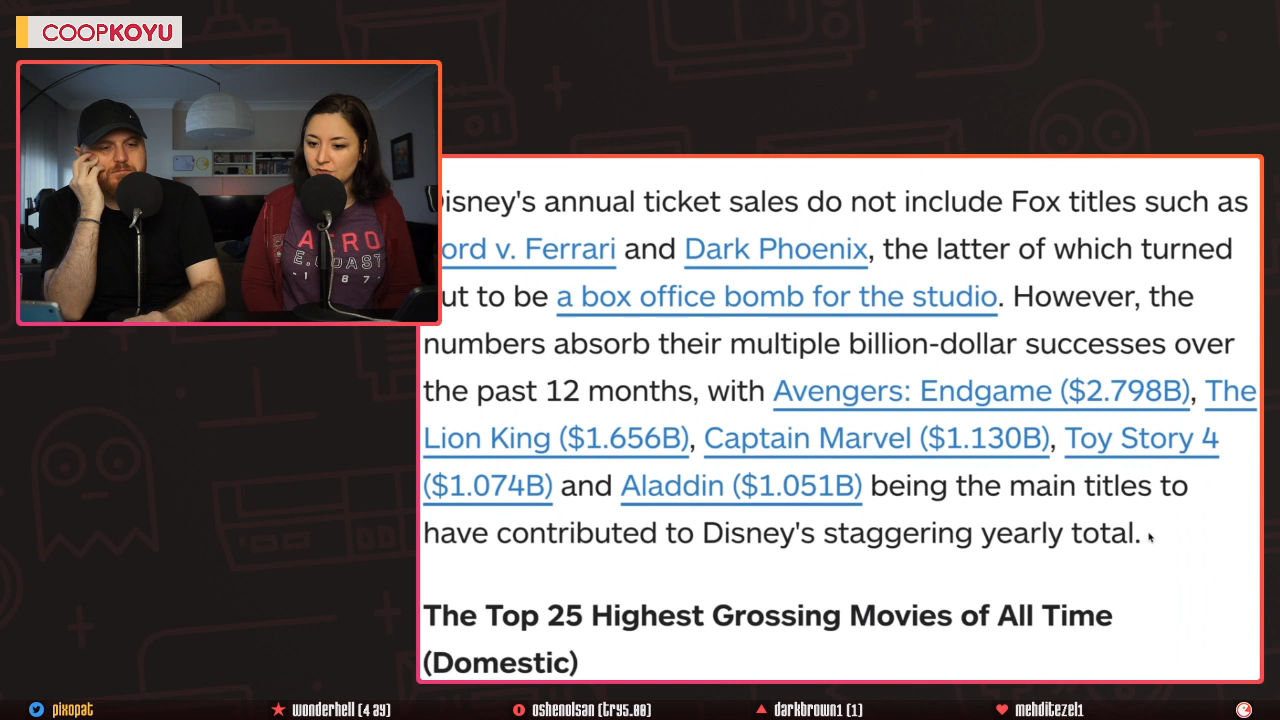 COOPKOYU
isney's annual ticket sales do not include Fox titles such as
ord v. Ferrari and Dark Phoenix, the latter of which turned
ut to be a box office bomb for the studio. However, the
numbers absorb their multiple billion-dollar successes over
the past 12 months, with Avengers: Endgame ($2.798B), The
Lion King ($1.656B), Captain Marvel ($1.130B), Toy Story 4
($1.074B) and Aladdin ($1.051B) being the main titles to
have contributed to Disney's staggering yearly total.
The Top 25 Highest Grossing Movies of All Time
(Domestic)
pixopat
wonderhell (4 ay)
oshenolsan (try5.00)
darkbrown1 (1)
mehditezel1